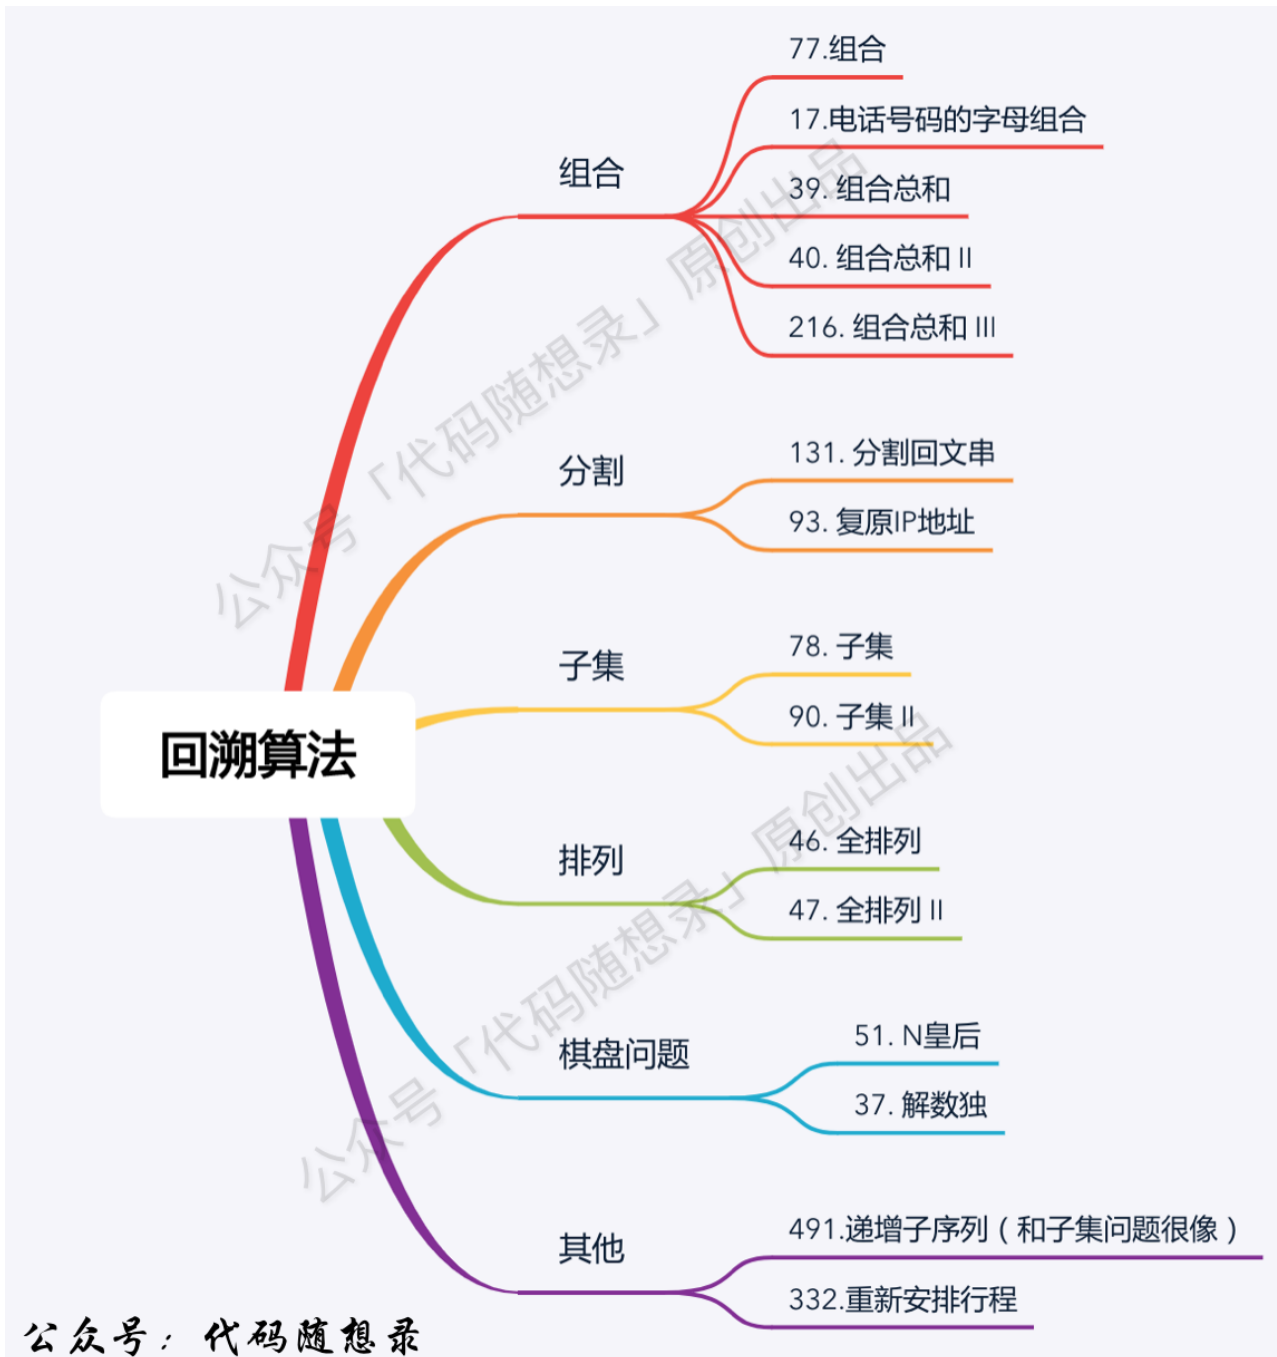 回溯算法
组合
77.组合
17.电话号码的字母组合
39. 组合总和
40. 组合总和 II
216. 组合总和 III
分割
131. 分割回文串
93. 复原IP地址
子集
78. 子集
90. 子集 II
排列
46. 全排列
47. 全排列 II
棋盘问题
51. N皇后
37. 解数独
其他
491.递增子序列（和子集问题很像）
332.重新安排行程
公众号「代码随想录」原创出品
公众号「代码随想录」原创出品
公众号：代码随想录